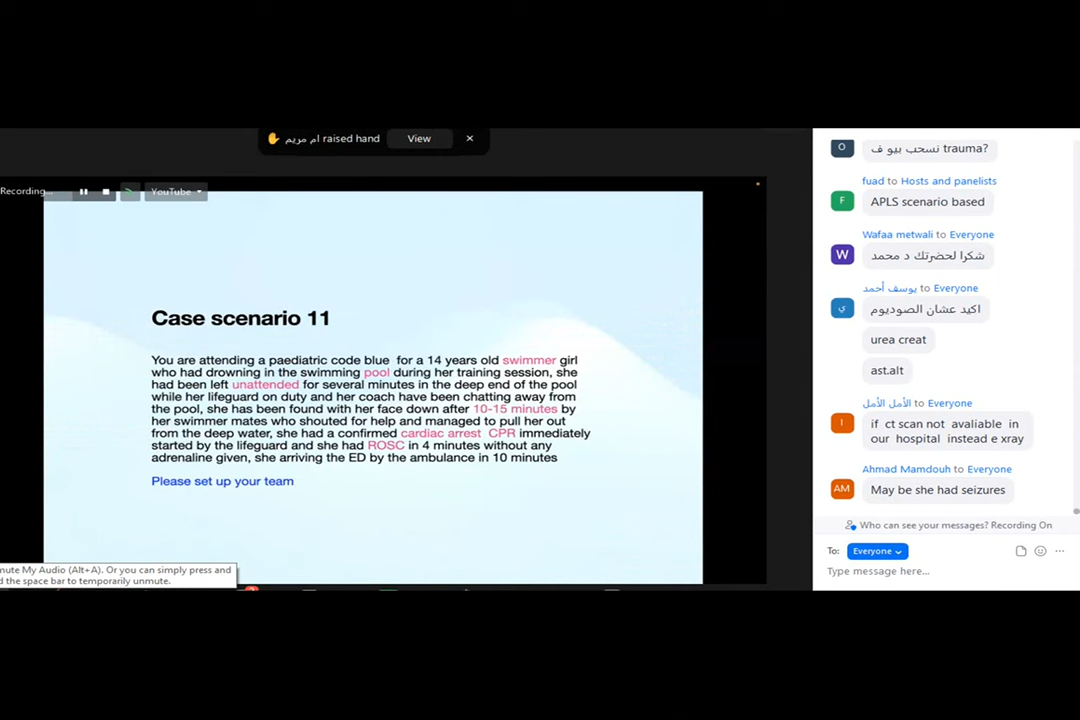 ام مريم raised hand
View
Recording...
YouTube
Case scenario 11
You are attending a paediatric code blue for a 14 years old swimmer girl
who had drowning in the swimming pool during her training session, she
had been left unattended for several minutes in the deep end of the pool
while her lifeguard on duty and her coach have been chatting away from
the pool, she has been found with her face down after 10-15 minutes by
her swimmer mates who shouted for help and managed to pull her out
from the deep water, she had a confirmed cardiac arrest CPR immediately
started by the lifeguard and she had ROSC in 4 minutes without any
adrenaline given, she arriving the ED by the ambulance in 10 minutes
Please set up your team
mute My Audio (Alt+A). Or you can simply press and
d the space bar to temporarily unmute.
O
نسحب بيو ف trauma?
fuad to Hosts and panelists
F
APLS scenario based
Wafaa metwali to Everyone
W
شكرا لحضرتك د محمد
يوسف أحمد to Everyone
ي
اكيد عشان الصوديوم
urea creat
ast.alt
الأمل الأمل to Everyone
I
if ct scan not avaliable in
our hospital instead e xray
Ahmad Mamdouh to Everyone
AM
May be she had seizures
Who can see your messages? Recording On
To: Everyone
Type message here...